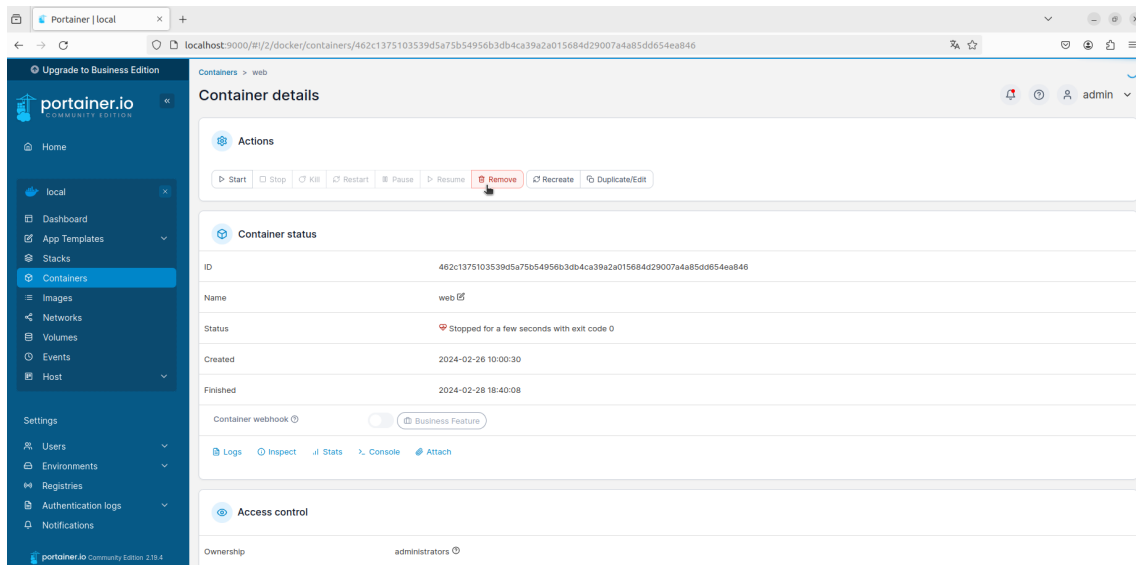 Portainer | local
localhost:9000/#!/2/docker/containers/462c1375103539d5a75b54956b3db4ca39a2a015684d29007a4a85dd654ea846
Upgrade to Business Edition
portainer.io
COMMUNITY EDITION
Home
local
Dashboard
App Templates
Stacks
Containers
Images
Networks
Volumes
Events
Host
Settings
Users
Environments
Registries
Authentication logs
Notifications
portainer.io Community Edition 2.19.4
Containers > web
Container details
admin
Actions
Start Stop Kill Restart Pause Resume Remove Recreate Duplicate/Edit
Container status
ID 462c1375103539d5a75b54956b3db4ca39a2a015684d29007a4a85dd654ea846
Name web
Status Stopped for a few seconds with exit code 0
Created 2024-02-26 10:00:30
Finished 2024-02-28 18:40:08
Container webhook Business Feature
Logs Inspect Stats Console Attach
Access control
Ownership administrators